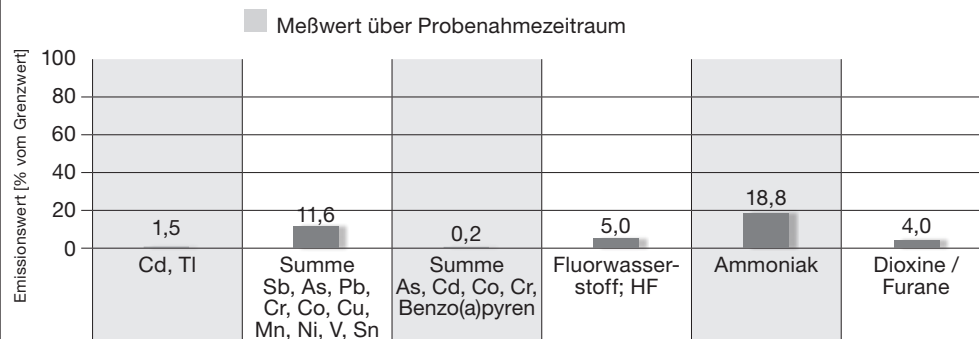 Meßwert über Probenahmezeitraum
Emissionswert [% vom Grenzwert]
100
80
60
40
20
0
1,5
11,6
0,2
5,0
18,8
4,0
Cd, Tl
Summe
Sb, As, Pb,
Cr, Co, Cu,
Mn, Ni, V, Sn
Summe
As, Cd, Co, Cr,
Benzo(a)pyren
Fluorwasser-
stoff; HF
Ammoniak
Dioxine /
Furane